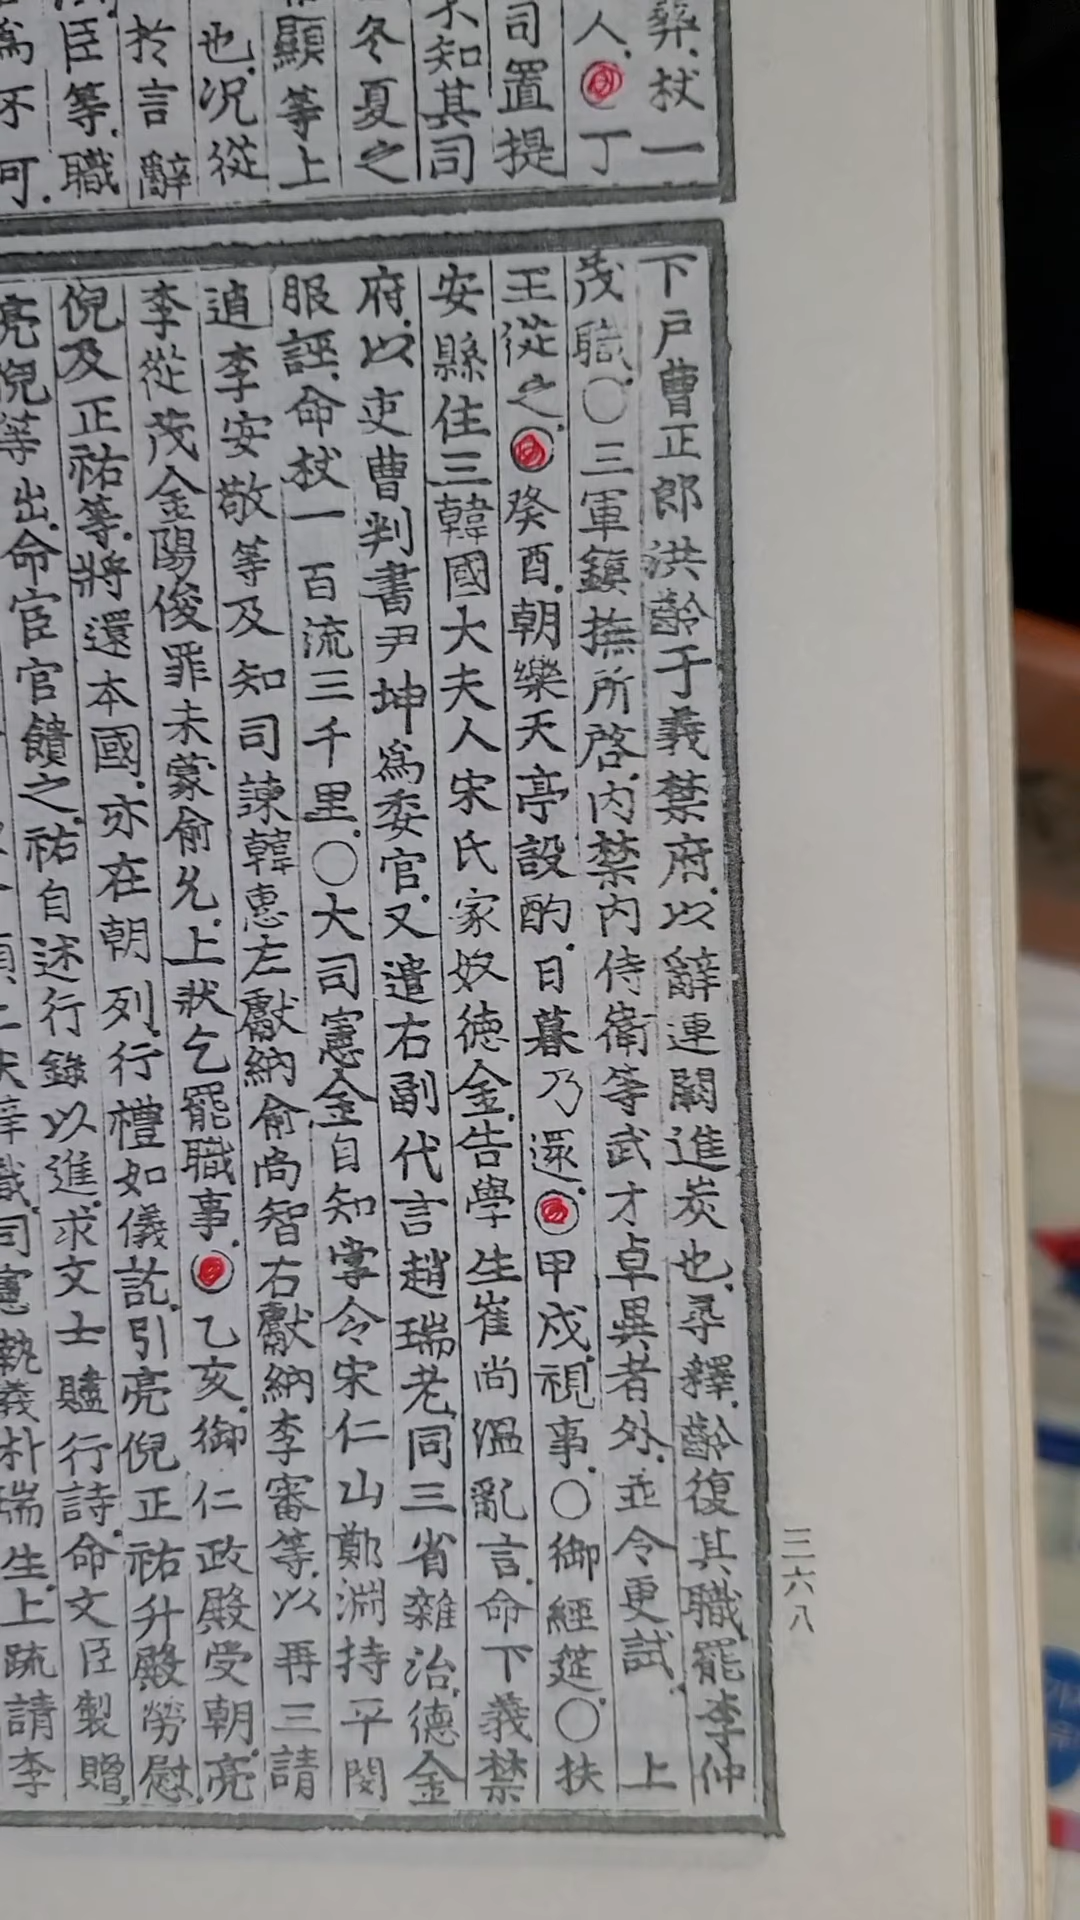 彝.杖一
人.
丁
司置提
不知其司
冬夏之
顯等上
也.況從
於言辭
臣等.職
爲不可.
下戶曹正郎洪齡于義禁府.以辭連闕進炭也.尋釋.齡復其職罷李仲
茂職.○三軍鎭撫所啓.內禁內侍衛等武才卓異者外.並令更試.上
王從之.
癸酉.朝樂天亭設酌.日暮乃還.
甲戌.視事.○御經筵.○扶
安縣住三韓國大夫人宋氏家奴德金.告學生崔尙溫亂言.命下義禁
府.以吏曹判書尹坤爲委官.又遣右副代言趙瑞老.同三省雜治.德金
服誣.命杖一百流三千里.○大司憲金自知掌令宋仁山鄭淵持平閔
逍李安敬等及知司諫韓惠左獻納俞尙智右獻納李審等.以再三請
李從茂金陽俊罪未蒙俞允.上狀乞罷職事.
乙亥.御仁政殿受朝.亮
倪及正祐等.將還本國.亦在朝列.行禮如儀訖.引亮倪正祐升殿.勞慰.
亮倪等出.命宦官饋之.祐自述行錄以進.求文士贐行詩.命文臣製贈.
職.司憲執義朴瑞生.上疏請李
三六八